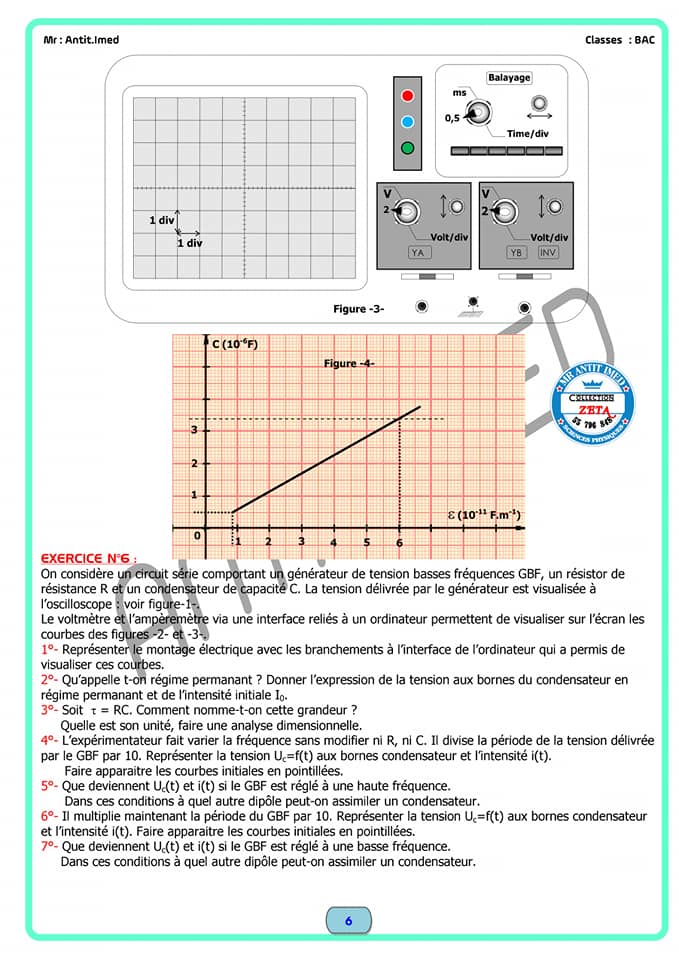 Mr : Antit.Imed
Classes : BAC
Balayage
ms
0,5
Time/div
V
2
Volt/div
YA
V
2
Volt/div
YB
INV
1 div
1 div
Figure -3-
C (10⁻⁶F)
Figure -4-
3
2
1
0
1
2
3
4
5
6
ε (10⁻¹¹ F.m⁻¹)
MR ANTIT IMED
COLLECTION
ZETA
SCIENCES PHYSIQUES
EXERCICE N°6 :
On considère un circuit série comportant un générateur de tension basses fréquences GBF, un résistor de
résistance R et un condensateur de capacité C. La tension délivrée par le générateur est visualisée à
l'oscilloscope : voir figure-1-.
Le voltmètre et l'ampèremètre via une interface reliés à un ordinateur permettent de visualiser sur l'écran les
courbes des figures -2- et -3-.
1°- Représenter le montage électrique avec les branchements à l'interface de l'ordinateur qui a permis de
visualiser ces courbes.
2°- Qu'appelle t-on régime permanant ? Donner l'expression de la tension aux bornes du condensateur en
régime permanant et de l'intensité initiale I₀.
3°- Soit τ = RC. Comment nomme-t-on cette grandeur ?
Quelle est son unité, faire une analyse dimensionnelle.
4°- L'expérimentateur fait varier la fréquence sans modifier ni R, ni C. Il divise la période de la tension délivrée
par le GBF par 10. Représenter la tension Uc=f(t) aux bornes condensateur et l'intensité i(t).
Faire apparaitre les courbes initiales en pointillées.
5°- Que deviennent Uc(t) et i(t) si le GBF est réglé à une haute fréquence.
Dans ces conditions à quel autre dipôle peut-on assimiler un condensateur.
6°- Il multiplie maintenant la période du GBF par 10. Représenter la tension Uc=f(t) aux bornes condensateur
et l'intensité i(t). Faire apparaitre les courbes initiales en pointillées.
7°- Que deviennent Uc(t) et i(t) si le GBF est réglé à une basse fréquence.
Dans ces conditions à quel autre dipôle peut-on assimiler un condensateur.
6